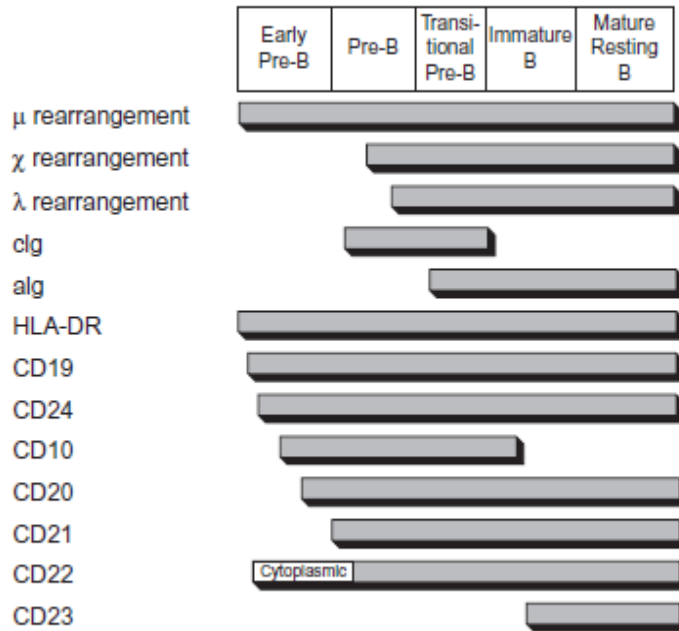 Early
Pre-B
Pre-B
Transi-
tional
Pre-B
Immature
B
Mature
Resting
B
μ rearrangement
χ rearrangement
λ rearrangement
clg
alg
HLA-DR
CD19
CD24
CD10
CD20
CD21
CD22
Cytoplasmic
CD23